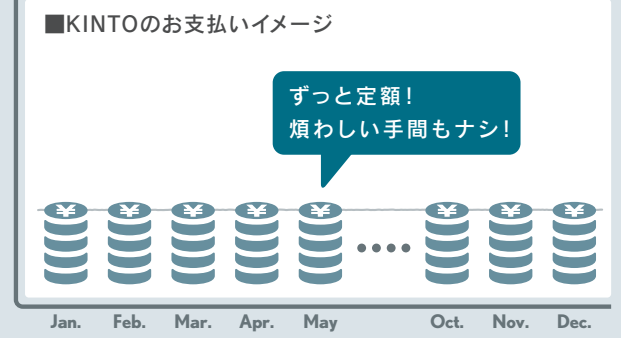 ■KINTOのお支払いイメージ
ずっと定額!
煩わしい手間もナシ!
¥ ¥ ¥ ¥ ¥ ¥ ¥ ¥
Jan. Feb. Mar. Apr. May Oct. Nov. Dec.